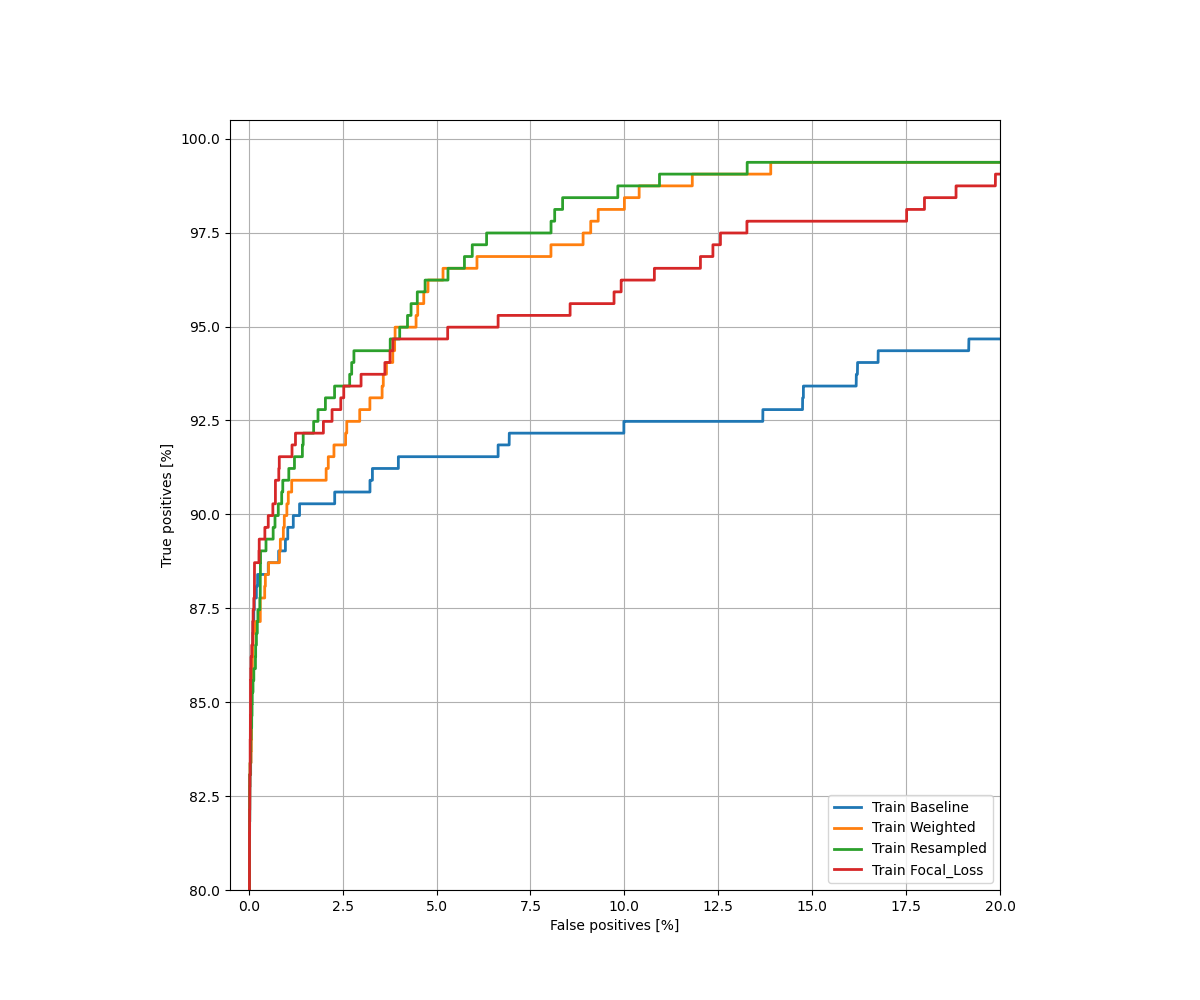 100.0
97.5
95.0
92.5
90.0
87.5
85.0
82.5
80.0
True positives [%]
0.0 2.5 5.0 7.5 10.0 12.5 15.0 17.5 20.0
False positives [%]
Train Baseline
Train Weighted
Train Resampled
Train Focal_Loss